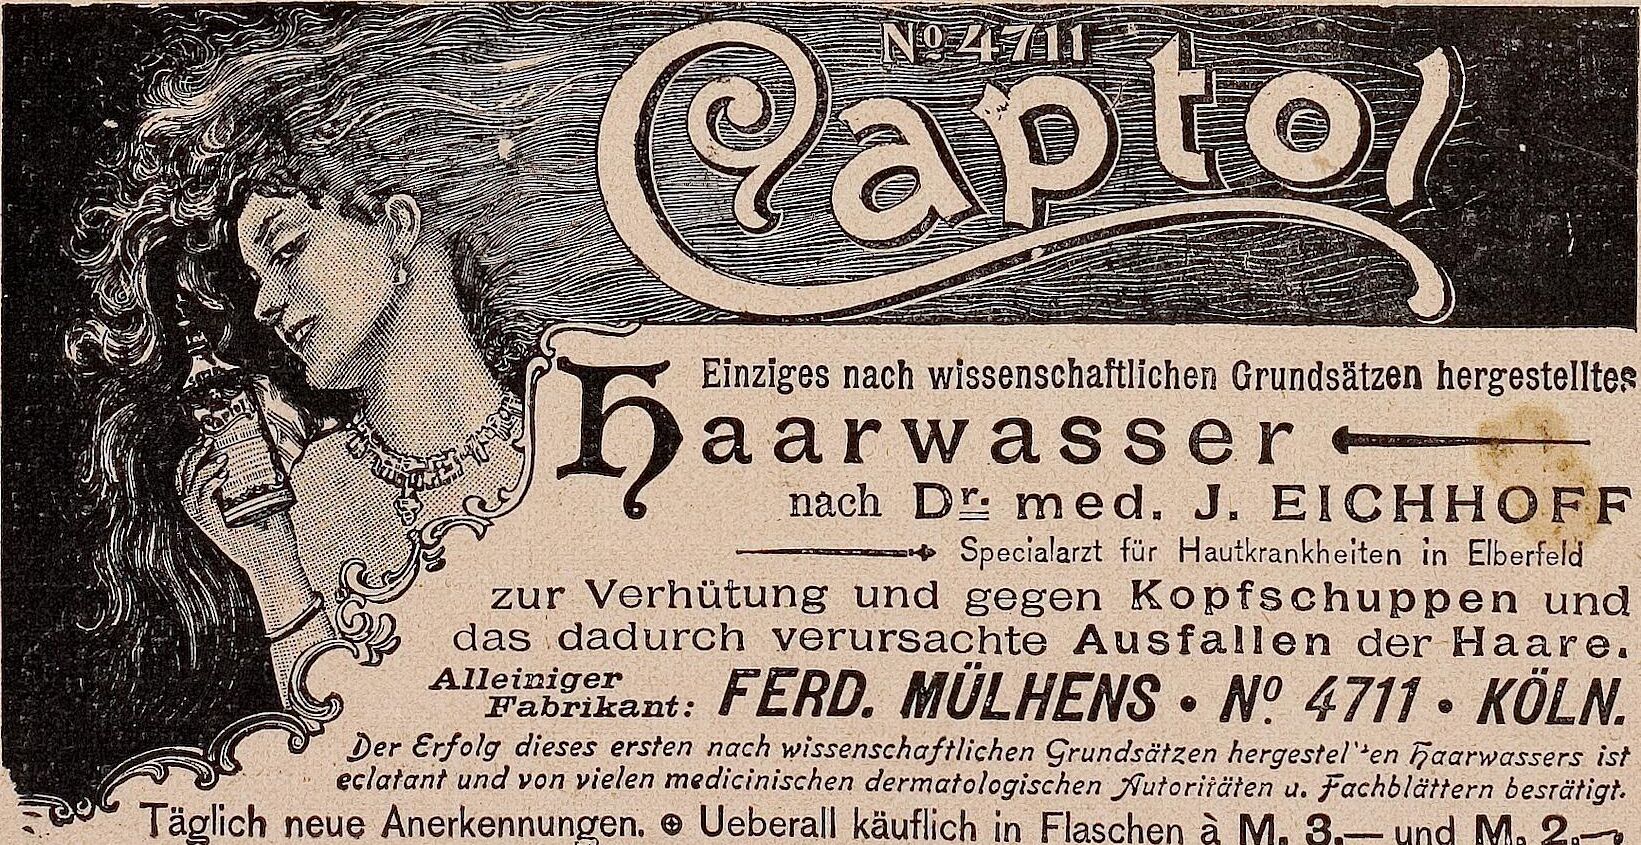 No 4711
Captol
Einziges nach wissenschaftlichen Grundsätzen hergestelltes
Haarwasser
nach Dr. med. J. EICHHOFF
Specialarzt für Hautkrankheiten in Elberfeld
zur Verhütung und gegen Kopfschuppen und
das dadurch verursachte Ausfallen der Haare.
Alleiniger
Fabrikant: FERD. MÜLHENS • No. 4711 • KÖLN.
Der Erfolg dieses ersten nach wissenschaftlichen Grundsätzen hergestellten Haarwassers ist
eclatant und von vielen medicinischen dermatologischen Autoritäten u. Fachblättern bestätigt.
Täglich neue Anerkennungen. Ueberall käuflich in Flaschen à M. 3.— und M. 2.—,